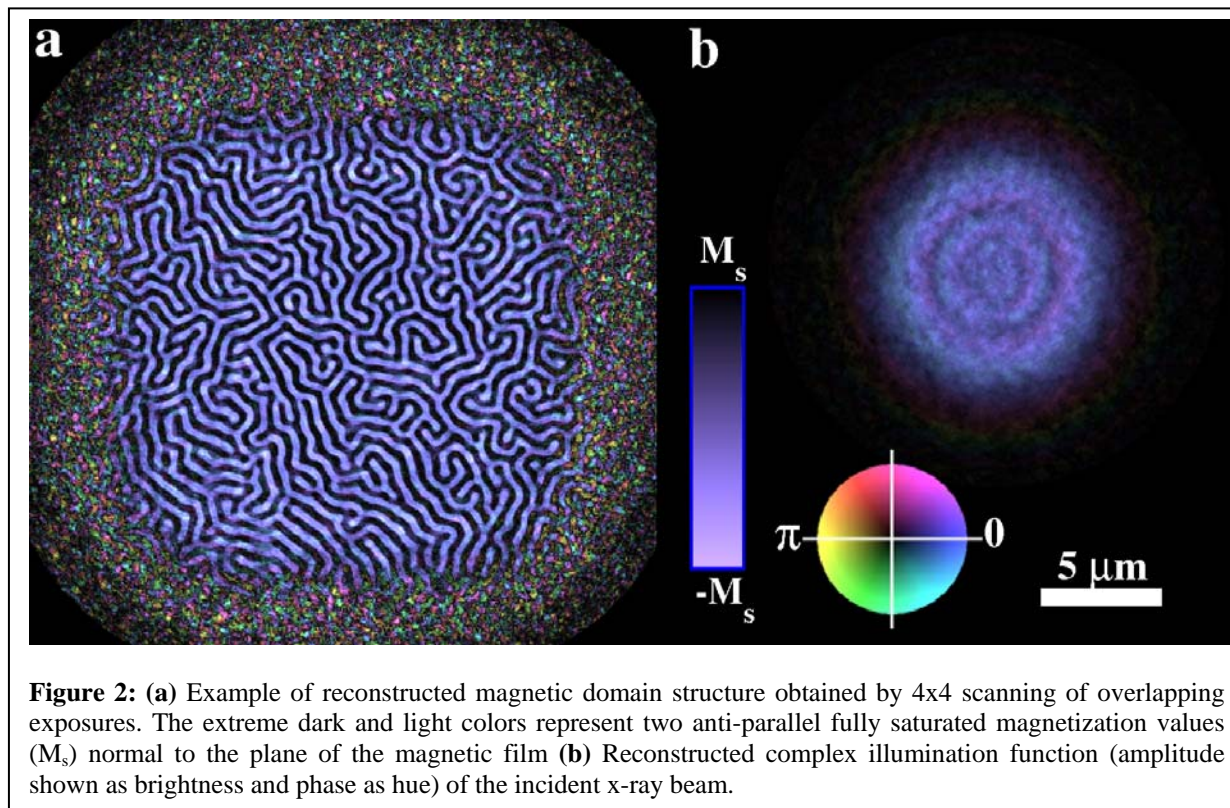 a
b
M_s
-M_s
π
0
5 μm
Figure 2: (a) Example of reconstructed magnetic domain structure obtained by 4x4 scanning of overlapping
exposures. The extreme dark and light colors represent two anti-parallel fully saturated magnetization values
(M_s) normal to the plane of the magnetic film (b) Reconstructed complex illumination function (amplitude
shown as brightness and phase as hue) of the incident x-ray beam.